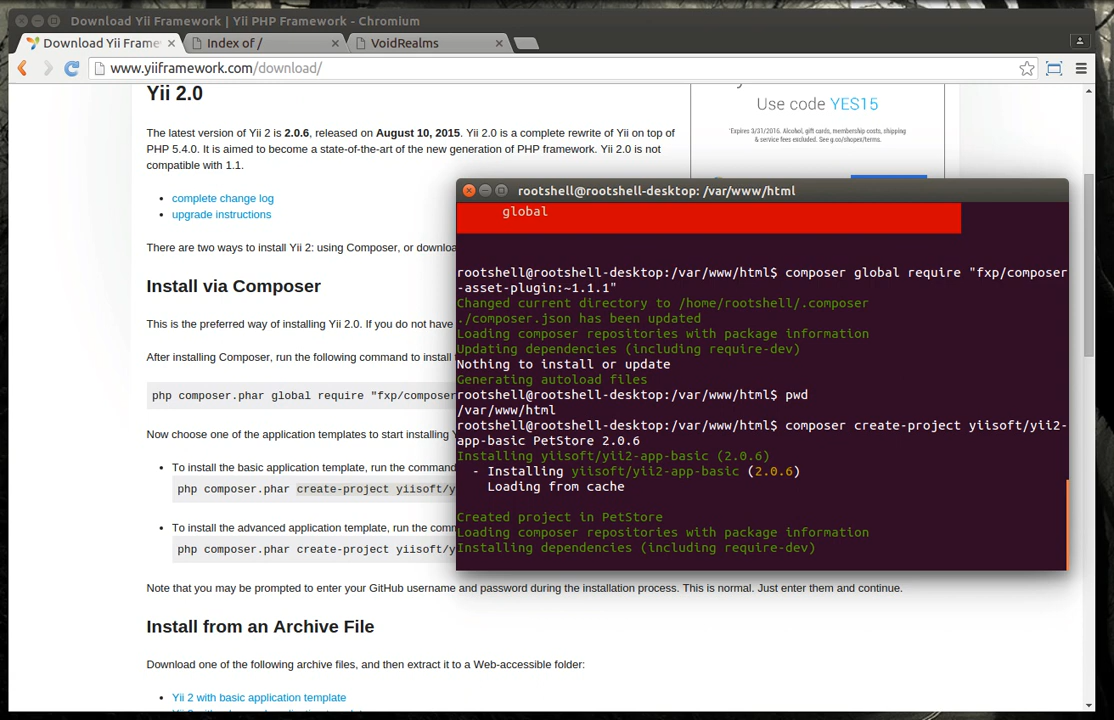 Download Yii Framework | Yii PHP Framework - Chromium
Download Yii Frame
Index of /
VoidRealms
www.yiiframework.com/download/
Yii 2.0
The latest version of Yii 2 is 2.0.6, released on August 10, 2015. Yii 2.0 is a complete rewrite of Yii on top of
PHP 5.4.0. It is aimed to become a state-of-the-art of the new generation of PHP framework. Yii 2.0 is not
compatible with 1.1.
• complete change log
• upgrade instructions
There are two ways to install Yii 2: using Composer, or downloa
Install via Composer
This is the preferred way of installing Yii 2.0. If you do not have
After installing Composer, run the following command to install
php composer.phar global require "fxp/composer
Now choose one of the application templates to start installing Y
• To install the basic application template, run the command
php composer.phar create-project yiisoft/y
• To install the advanced application template, run the comm
php composer.phar create-project yiisoft/y
Note that you may be prompted to enter your GitHub username and password during the installation process. This is normal. Just enter them and continue.
Install from an Archive File
Download one of the following archive files, and then extract it to a Web-accessible folder:
• Yii 2 with basic application template
Use code YES15
*Expires 3/31/2016. Alcohol, gift cards, membership costs, shipping
& service fees excluded. See g.co/shopex/terms.
rootshell@rootshell-desktop: /var/www/html
global
rootshell@rootshell-desktop:/var/www/html$ composer global require "fxp/composer
-asset-plugin:~1.1.1"
Changed current directory to /home/rootshell/.composer
./composer.json has been updated
Loading composer repositories with package information
Updating dependencies (including require-dev)
Nothing to install or update
Generating autoload files
rootshell@rootshell-desktop:/var/www/html$ pwd
/var/www/html
rootshell@rootshell-desktop:/var/www/html$ composer create-project yiisoft/yii2-
app-basic PetStore 2.0.6
Installing yiisoft/yii2-app-basic (2.0.6)
- Installing yiisoft/yii2-app-basic (2.0.6)
Loading from cache
Created project in PetStore
Loading composer repositories with package information
Installing dependencies (including require-dev)